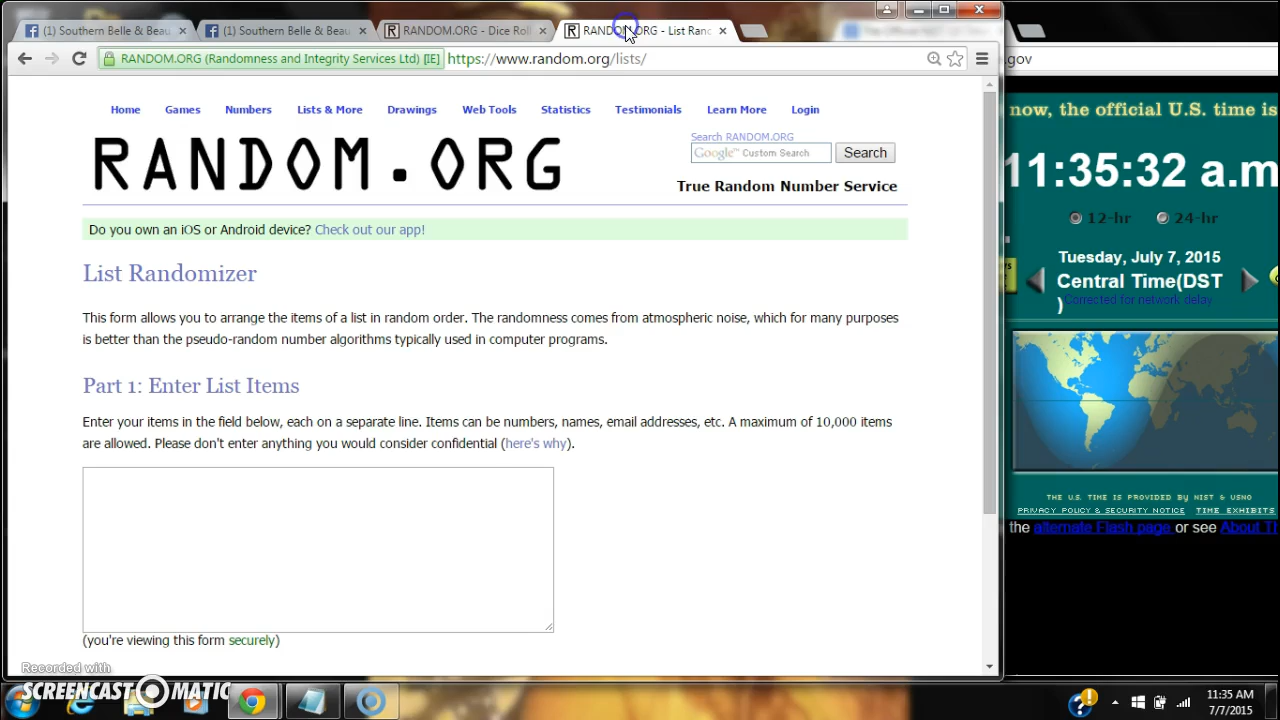 (1) Southern Belle & Beau
(1) Southern Belle & Beau
RANDOM.ORG - Dice Roll
RANDOM.ORG - List Ranc
RANDOM.ORG (Randomness and Integrity Services Ltd) [IE]
https://www.random.org/lists/
.gov
Home Games Numbers Lists & More Drawings Web Tools Statistics Testimonials Learn More Login
RANDOM.ORG
Search RANDOM.ORG
Google™ Custom Search
Search
True Random Number Service
Do you own an iOS or Android device? Check out our app!
List Randomizer
This form allows you to arrange the items of a list in random order. The randomness comes from atmospheric noise, which for many purposes
is better than the pseudo-random number algorithms typically used in computer programs.
Part 1: Enter List Items
Enter your items in the field below, each on a separate line. Items can be numbers, names, email addresses, etc. A maximum of 10,000 items
are allowed. Please don't enter anything you would consider confidential (here's why).
(you're viewing this form securely)
now, the official U.S. time is
11:35:32 a.m
12-hr 24-hr
Tuesday, July 7, 2015
Central Time(DST
)
Corrected for network delay
THE U.S. TIME IS PROVIDED BY NIST & USNO
PRIVACY POLICY & SECURITY NOTICE TIME EXHIBITS
the alternate Flash page or see About Th
Recorded with
SCREENCAST-O-MATIC
11:35 AM
7/7/2015